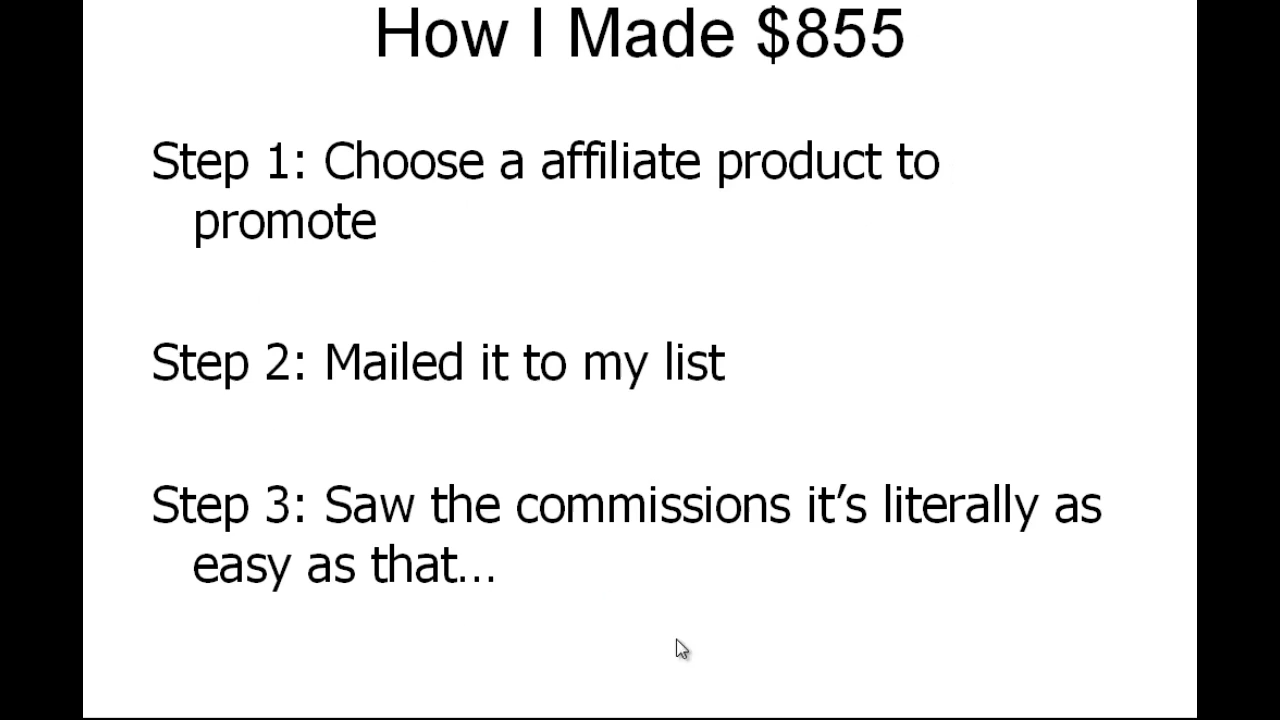 How I Made $855
Step 1: Choose a affiliate product to
promote
Step 2: Mailed it to my list
Step 3: Saw the commissions it’s literally as
easy as that…